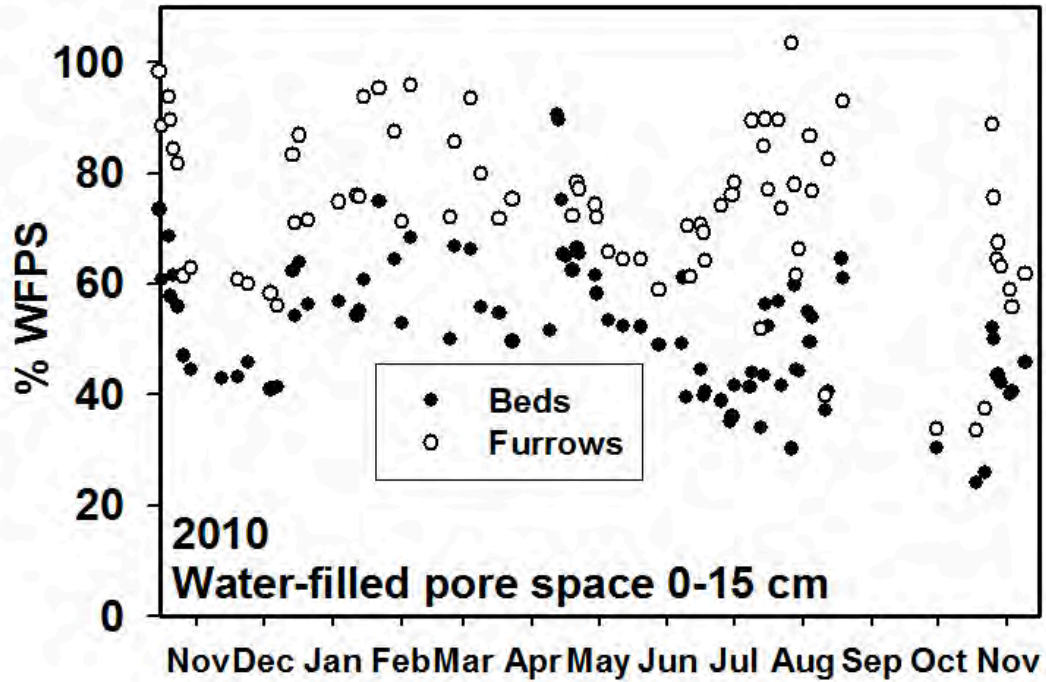 100
80
60
40
20
0
% WFPS
Beds
Furrows
2010
Water-filled pore space 0-15 cm
Nov Dec Jan Feb Mar Apr May Jun Jul Aug Sep Oct Nov